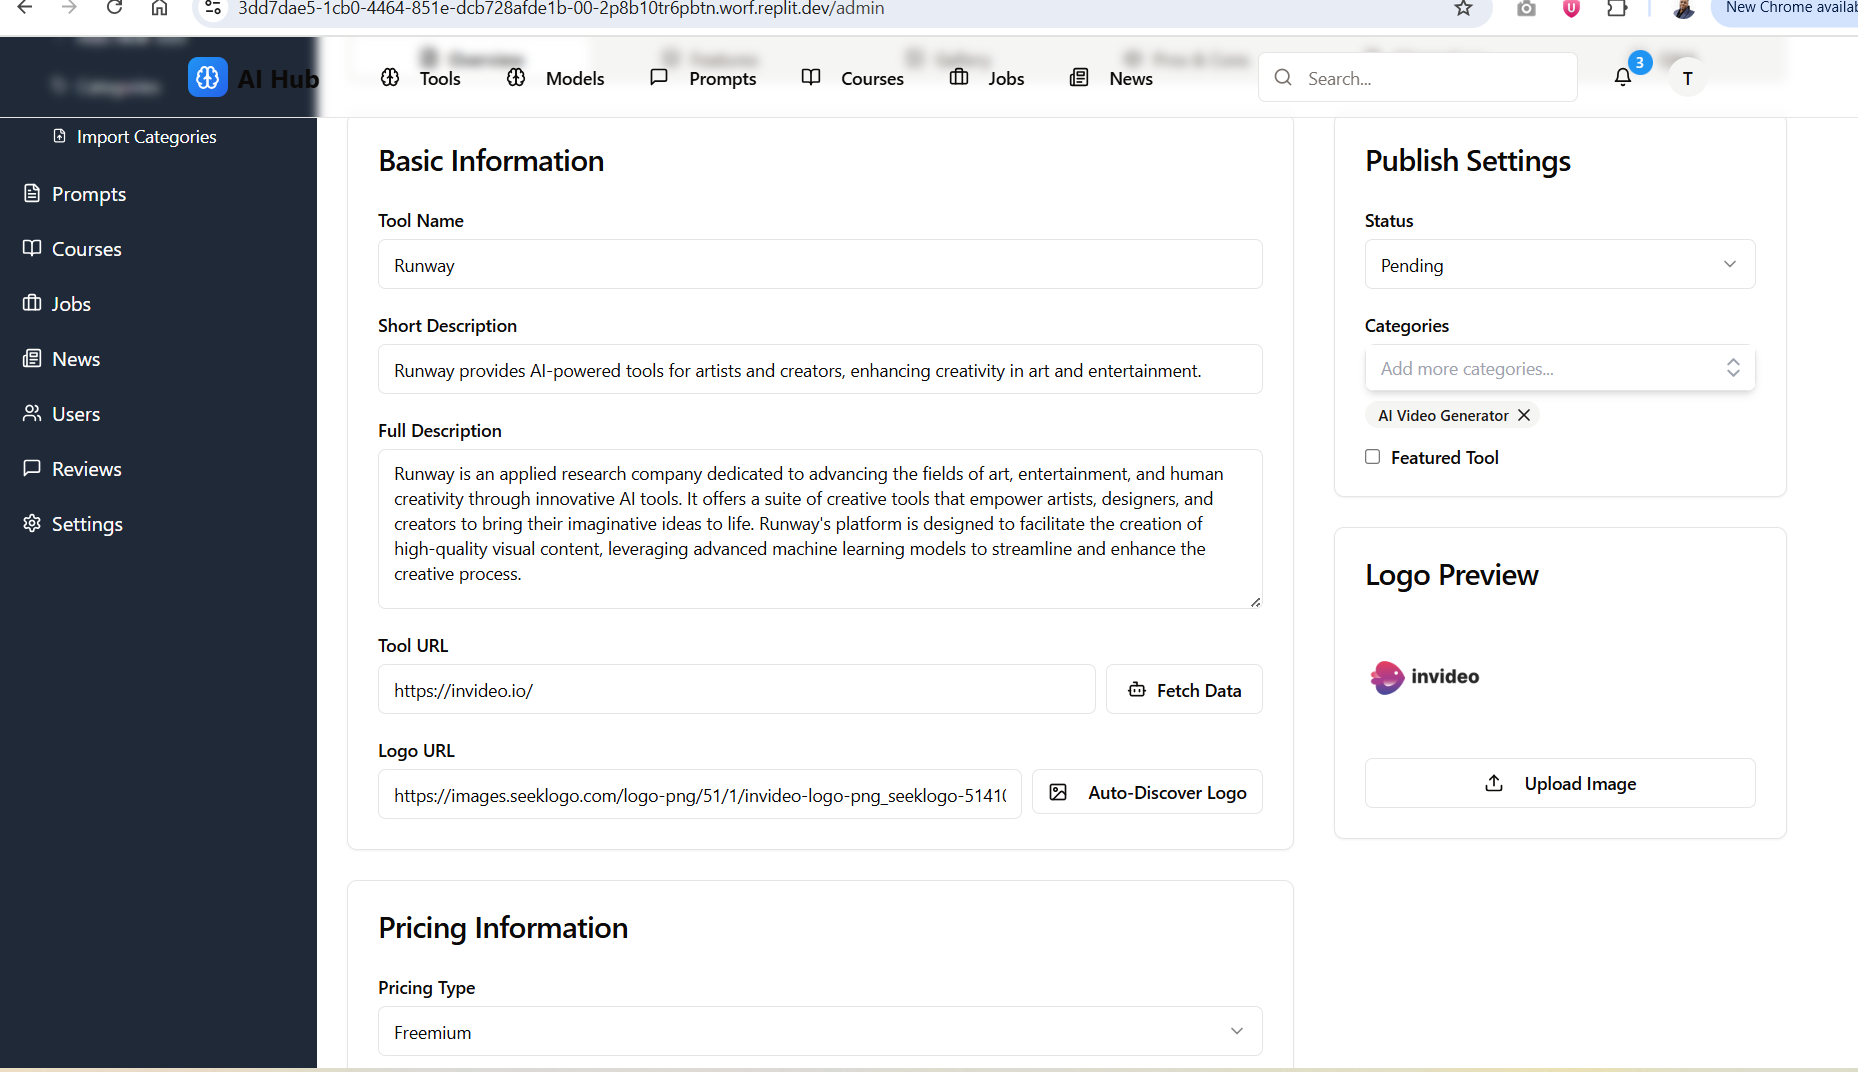 3dd7dae5-1cb0-4464-851e-dcb728afde1b-00-2p8b10tr6pbtn.worf.replit.dev/admin
New Chrome availab
Overview
Features
Gallery
Pros & Cons
Categories
AI Hub
Tools
Models
Prompts
Courses
Jobs
News
Search...
3
T
Import Categories
Prompts
Courses
Jobs
News
Users
Reviews
Settings
Basic Information
Tool Name
Runway
Short Description
Runway provides AI-powered tools for artists and creators, enhancing creativity in art and entertainment.
Full Description
Runway is an applied research company dedicated to advancing the fields of art, entertainment, and human
creativity through innovative AI tools. It offers a suite of creative tools that empower artists, designers, and
creators to bring their imaginative ideas to life. Runway's platform is designed to facilitate the creation of
high-quality visual content, leveraging advanced machine learning models to streamline and enhance the
creative process.
Tool URL
https://invideo.io/
Fetch Data
Logo URL
https://images.seeklogo.com/logo-png/51/1/invideo-logo-png_seeklogo-5141(
Auto-Discover Logo
Pricing Information
Pricing Type
Freemium
Publish Settings
Status
Pending
Categories
Add more categories...
AI Video Generator
Featured Tool
Logo Preview
invideo
Upload Image